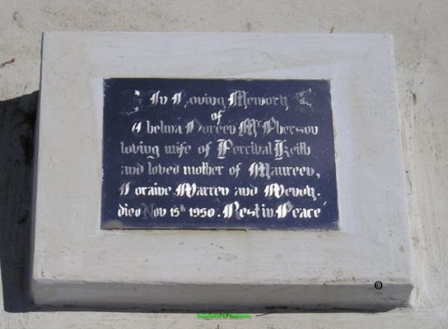 In Loving Memory
of
Thelma Doreen McPherson
loving wife of Percival Keith
and loved mother of Maureen,
Loraine Warren and Wendy.
died Nov 15th 1950. Rest in Peace